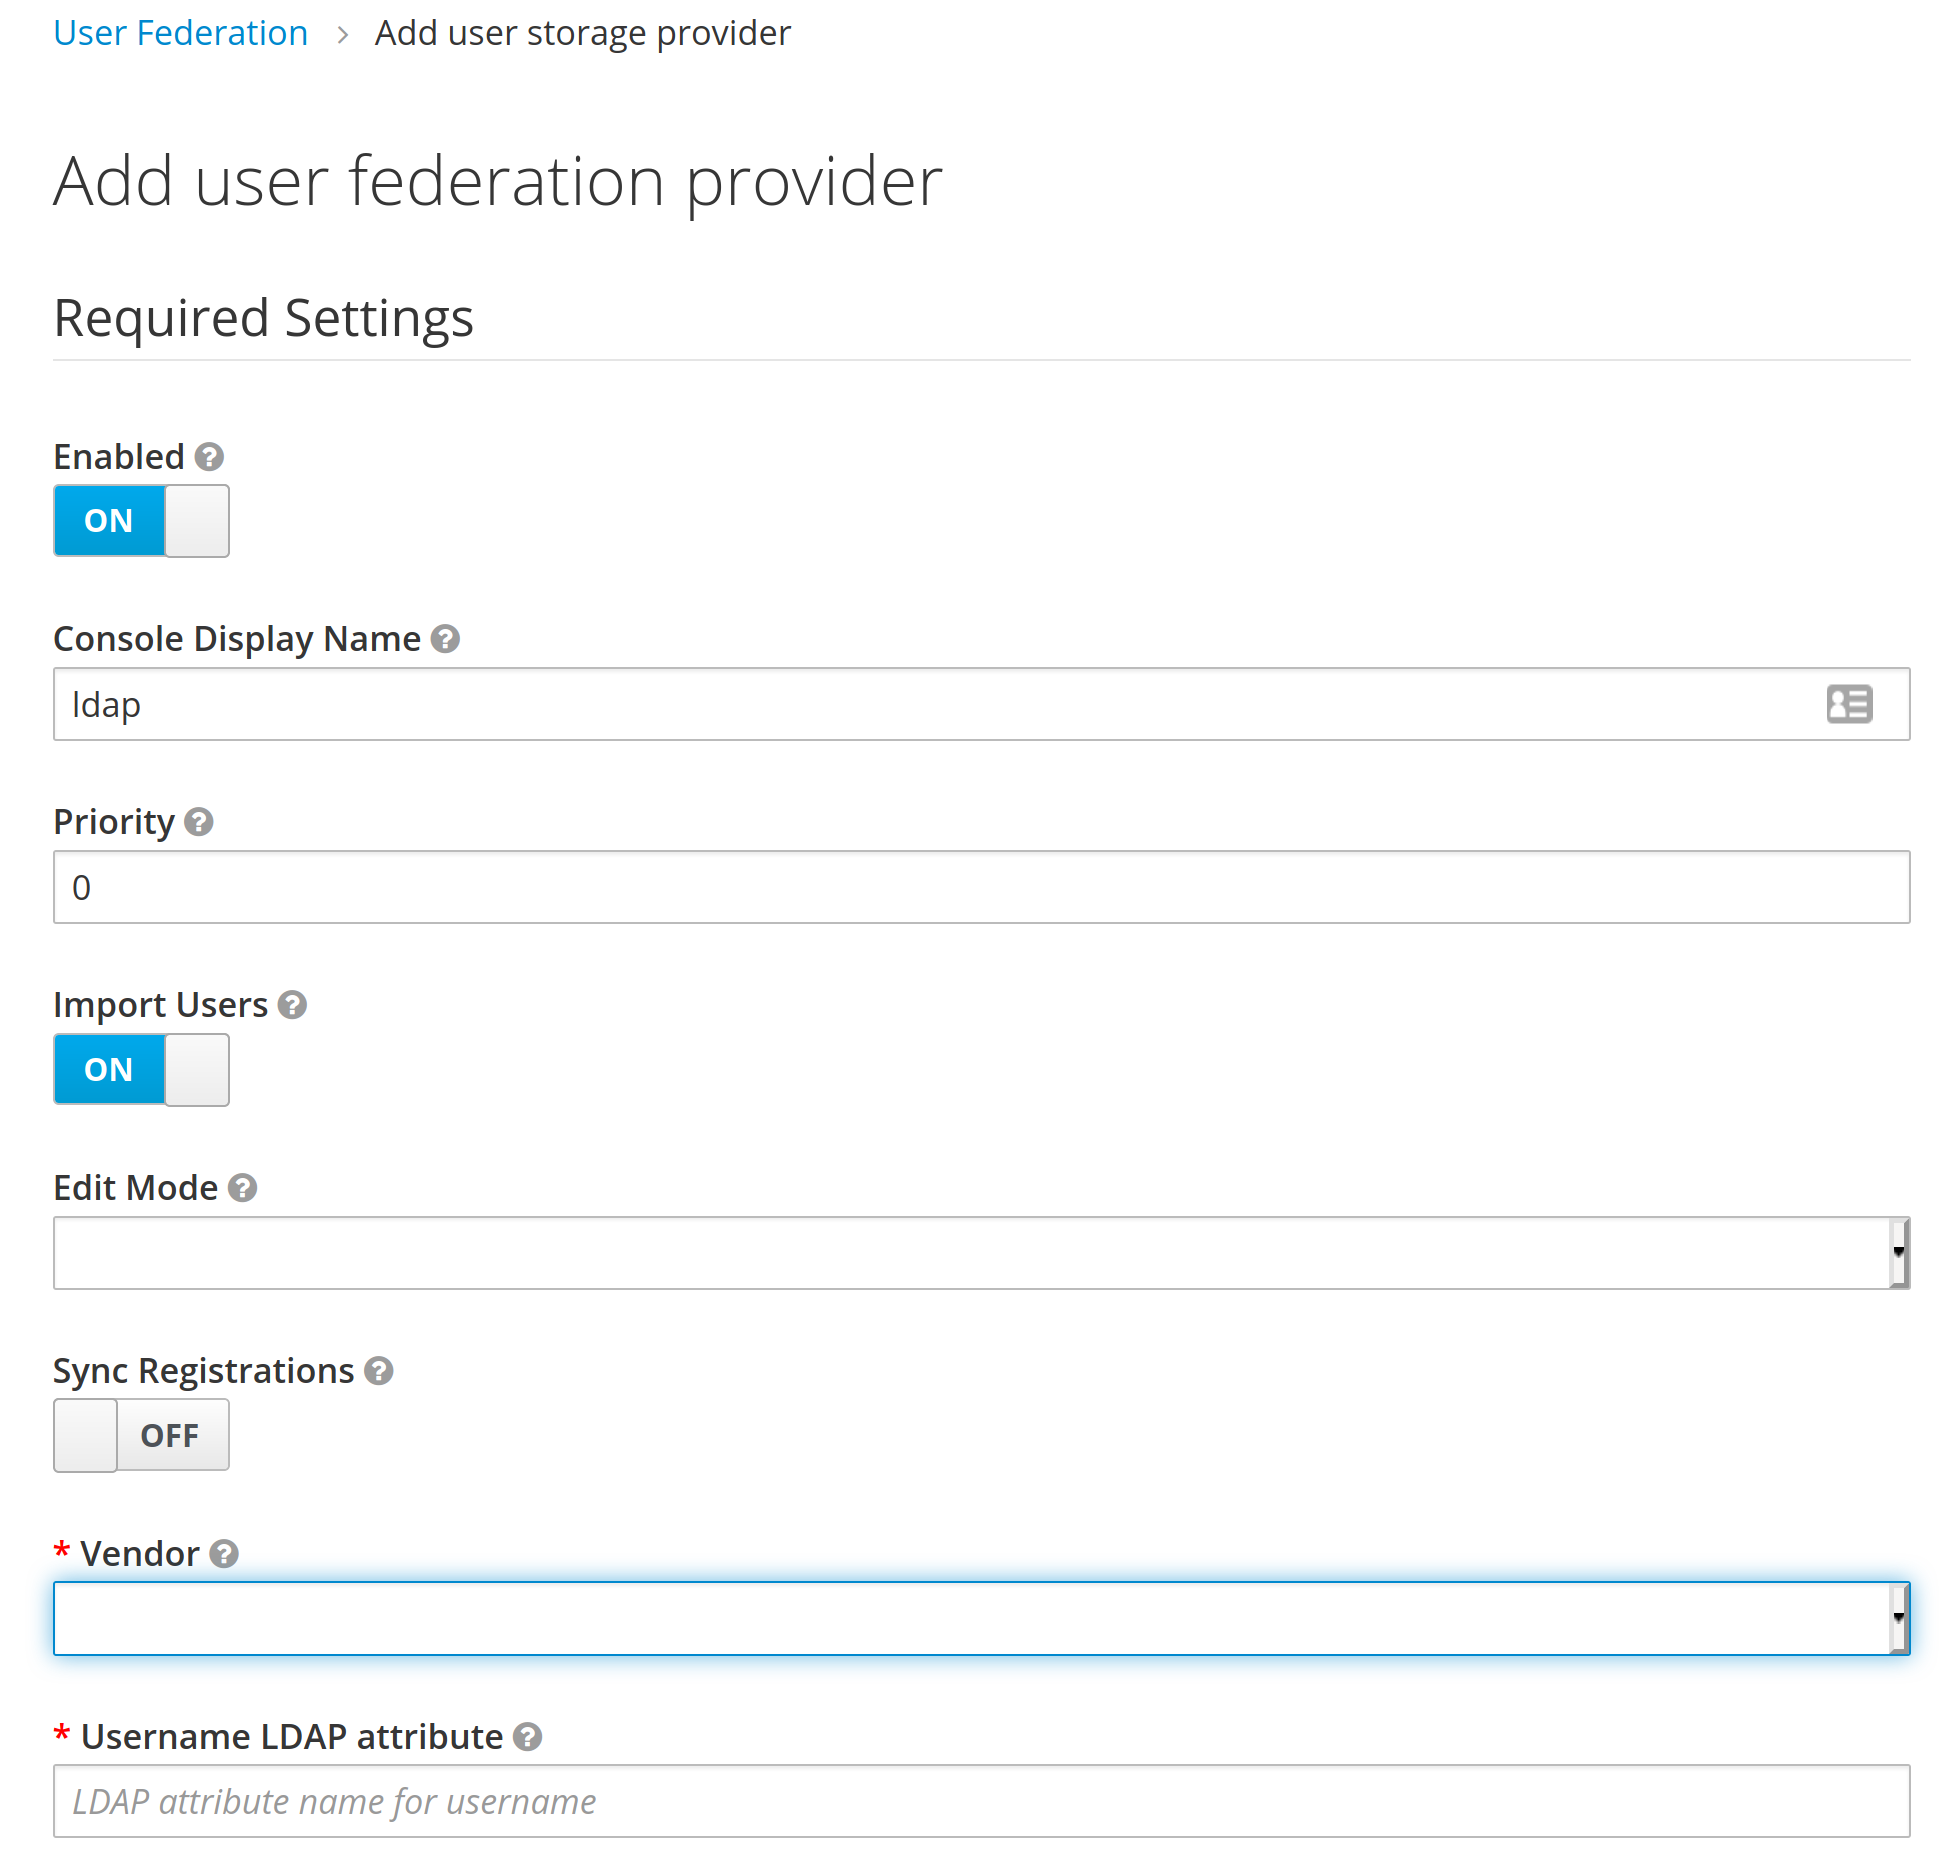 User Federation > Add user storage provider
Add user federation provider
Required Settings
Enabled
ON
Console Display Name
ldap
Priority
0
Import Users
ON
Edit Mode
Sync Registrations
OFF
* Vendor
* Username LDAP attribute
LDAP attribute name for username